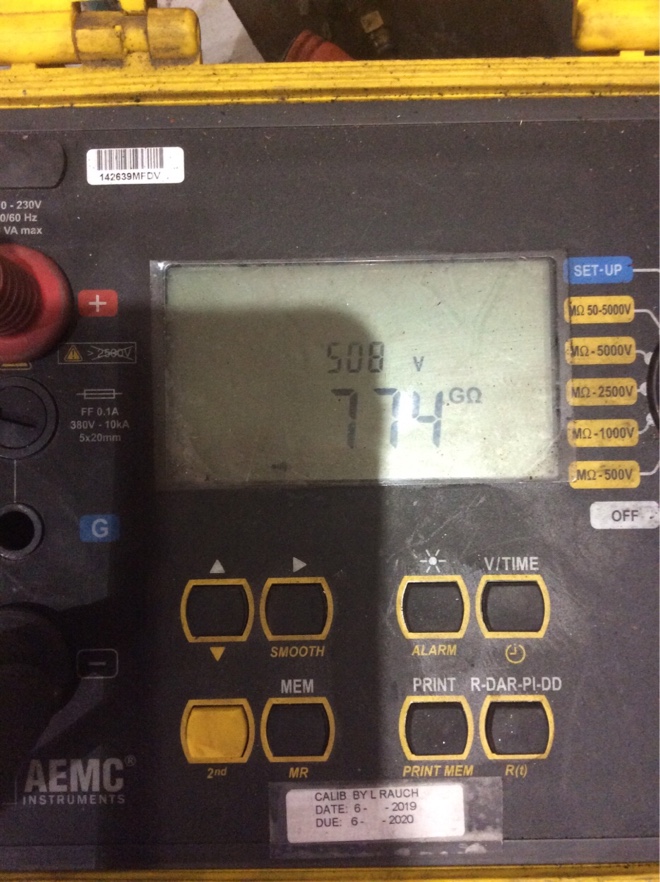 142639MFDV
0 - 230V
0/60 Hz
VA max
+
> 2500V
FF 0.1A
380V - 10kA
5x20mm
G
508 V
774 GΩ
SET-UP
MΩ 50-5000V
MΩ -5000V
MΩ -2500V
MΩ -1000V
MΩ -500V
OFF
V/TIME
SMOOTH
ALARM
MEM
PRINT
R-DAR-PI-DD
2nd
MR
PRINT MEM
R(t)
AEMC®
INSTRUMENTS
CALIB BY L RAUCH
DATE: 6- -2019
DUE: 6- -2020